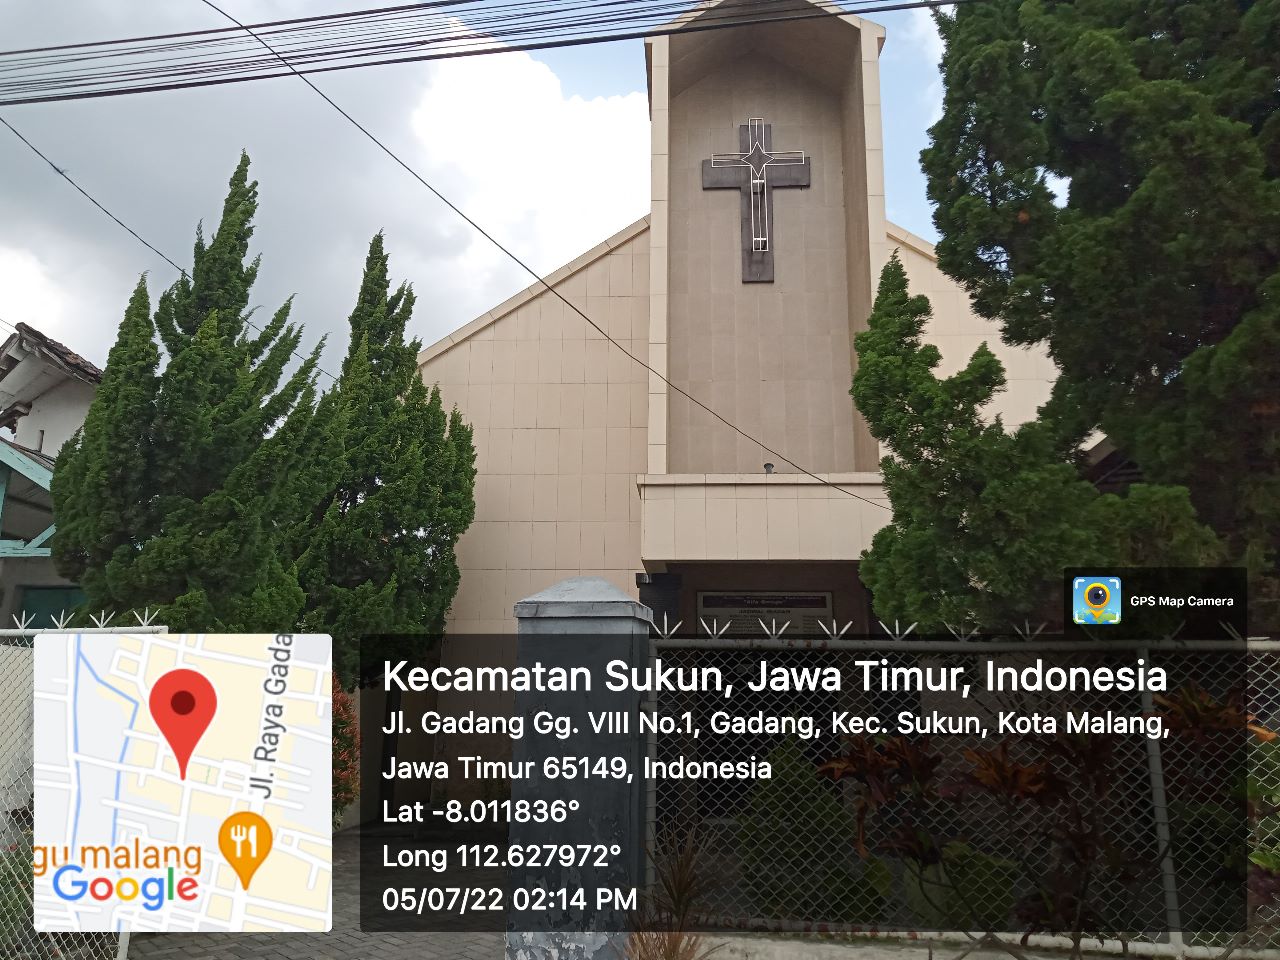 JADWAL IBADAH
GPS Map Camera
Kecamatan Sukun, Jawa Timur, Indonesia
Jl. Gadang Gg. VIII No.1, Gadang, Kec. Sukun, Kota Malang,
Jawa Timur 65149, Indonesia
Lat -8.011836°
Long 112.627972°
05/07/22 02:14 PM
Jl. Raya Gada
gu malang
Google